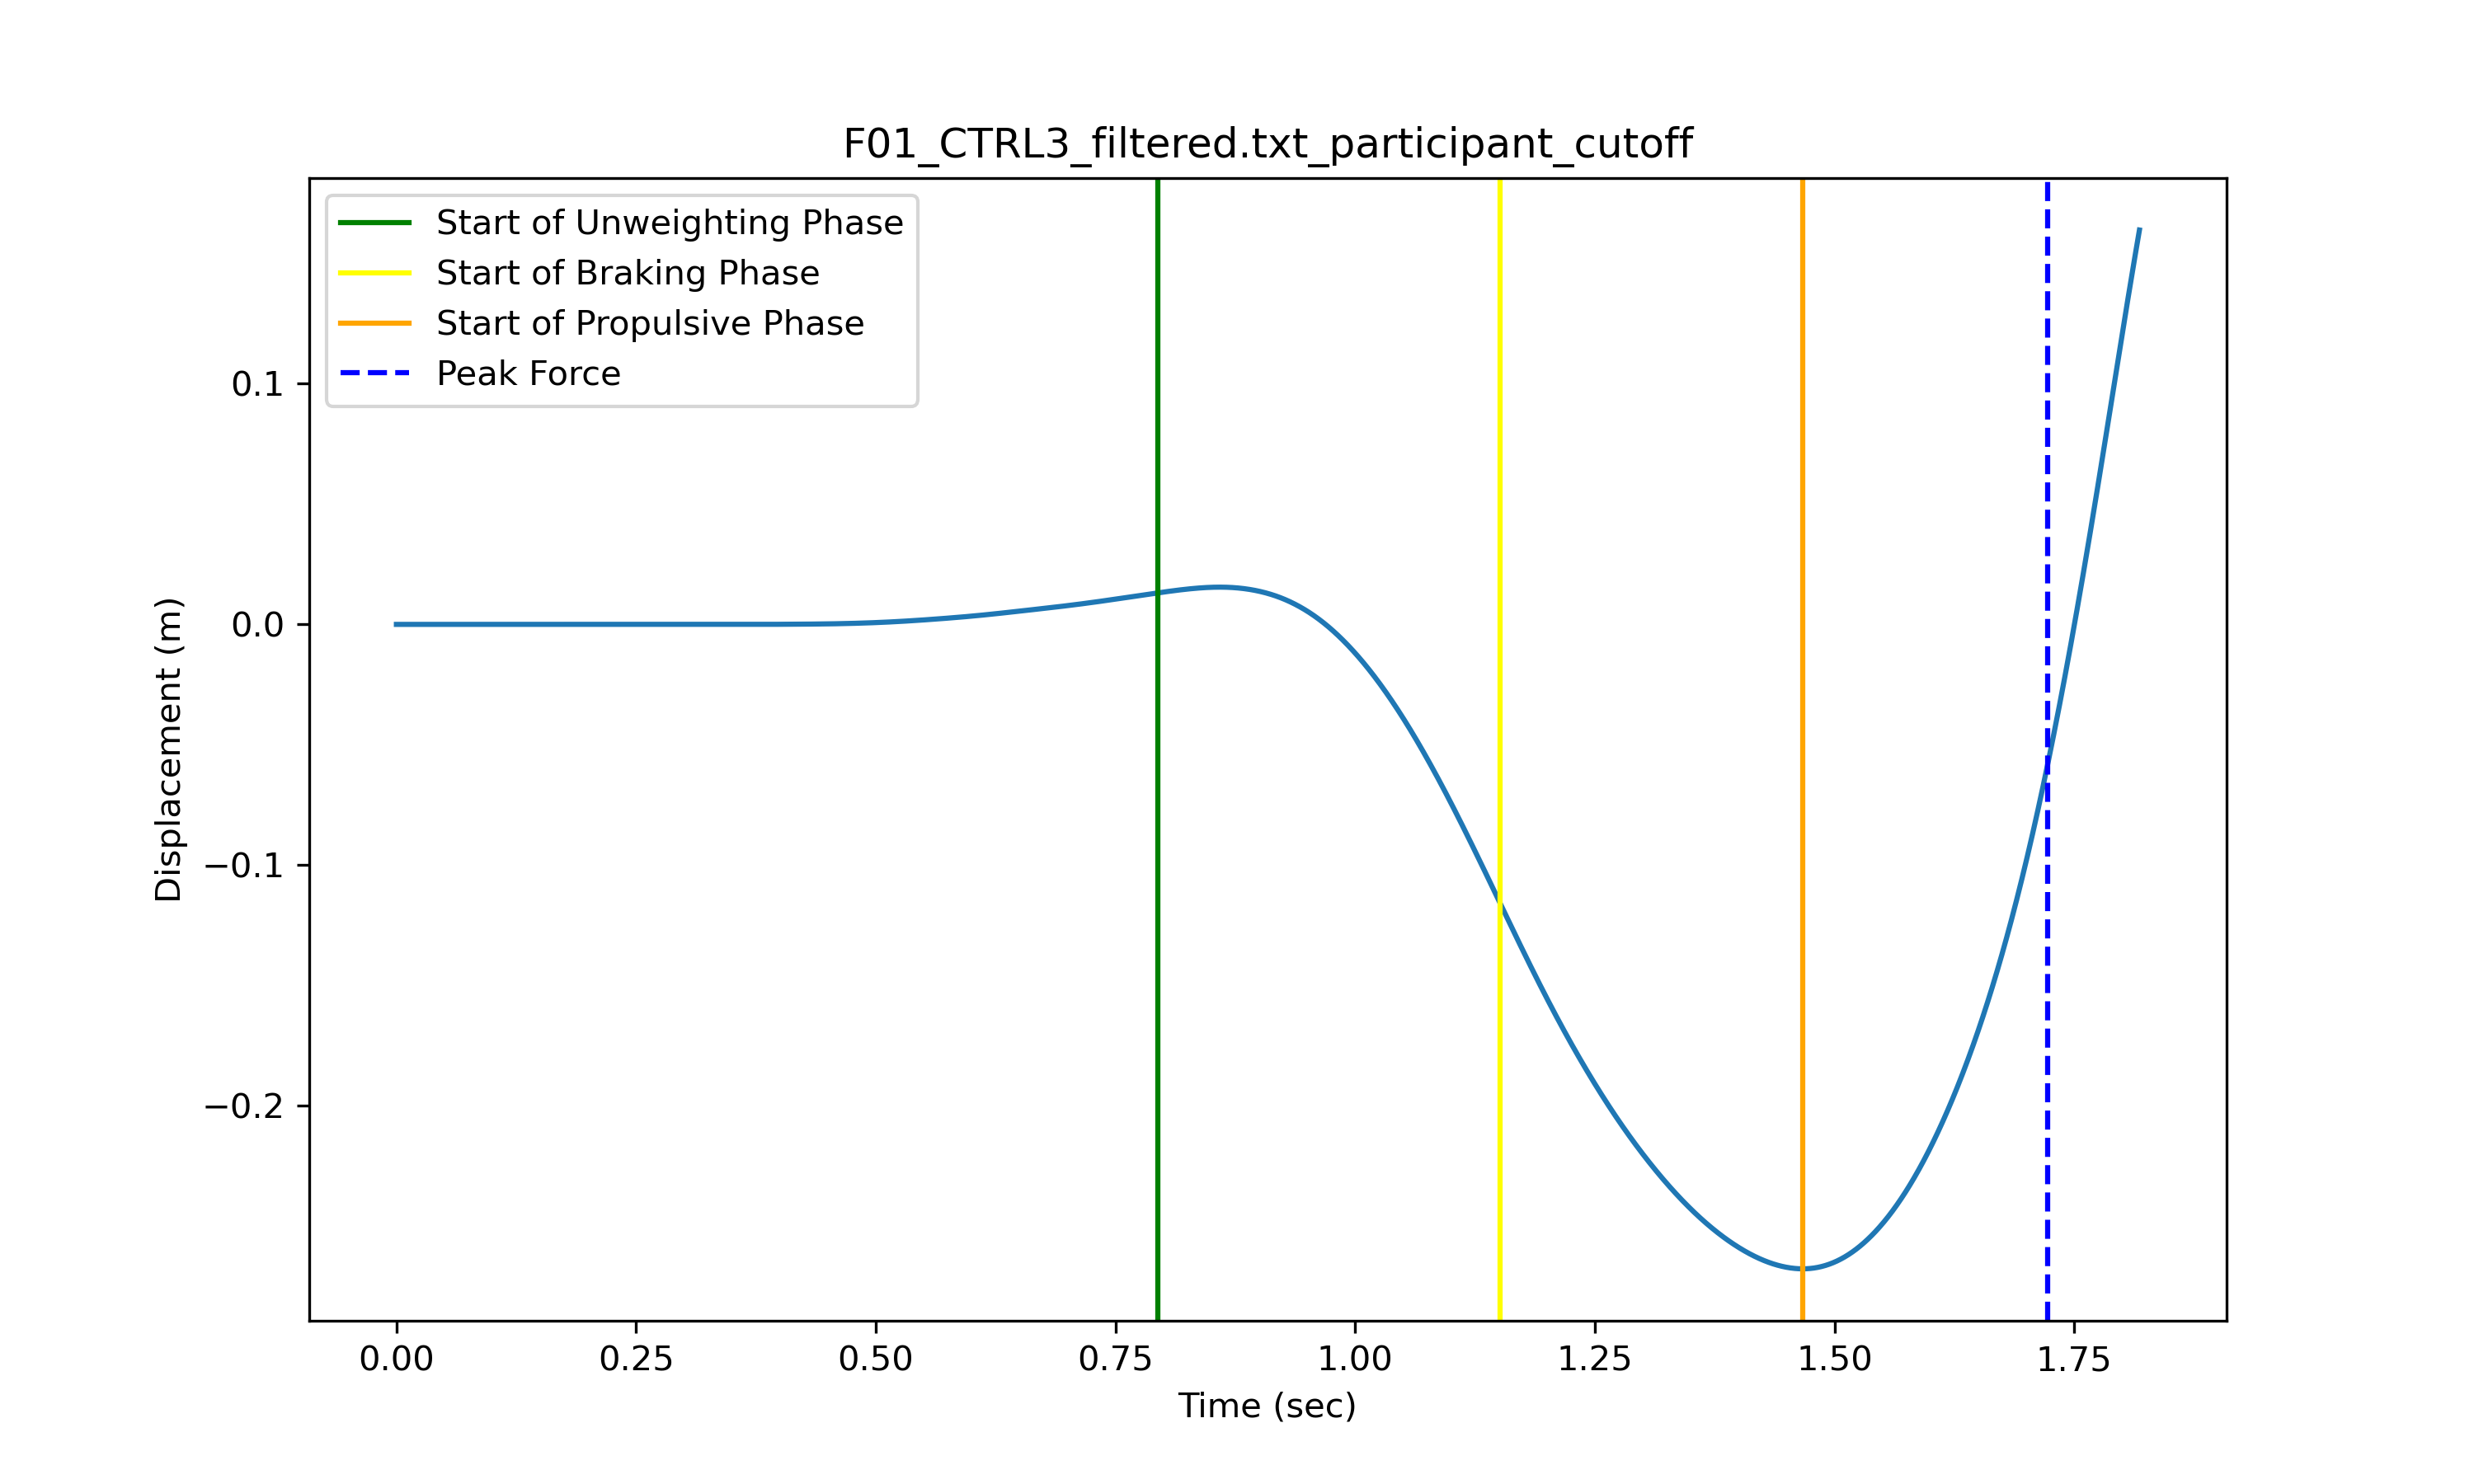 F01_CTRL3_filtered.txt_participant_cutoff
Start of Unweighting Phase
Start of Braking Phase
Start of Propulsive Phase
Peak Force
Displacement (m)
0.1
0.0
−0.1
−0.2
0.00 0.25 0.50 0.75 1.00 1.25 1.50 1.75
Time (sec)